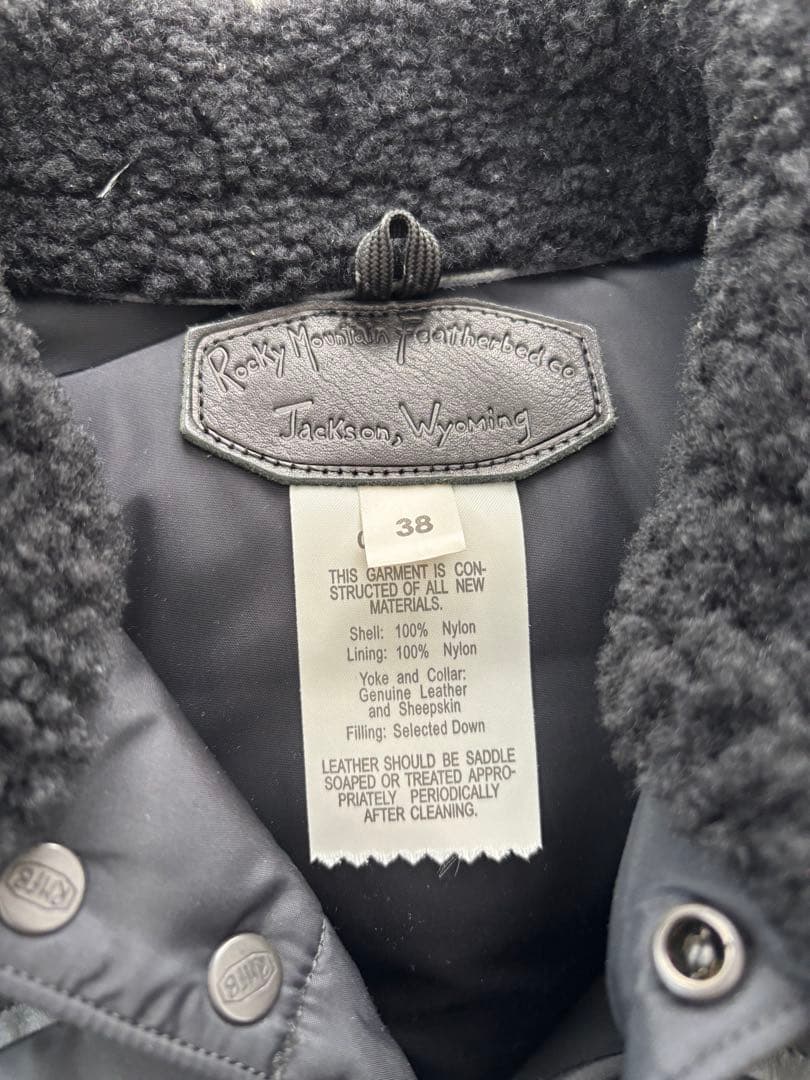 Rocky Mountain Featherbed co
Jackson, Wyoming
38
THIS GARMENT IS CON-
STRUCTED OF ALL NEW
MATERIALS.
Shell: 100% Nylon
Lining: 100% Nylon
Yoke and Collar:
Genuine Leather
and Sheepskin
Filling: Selected Down
LEATHER SHOULD BE SADDLE
SOAPED OR TREATED APPRO-
PRIATELY PERIODICALLY
AFTER CLEANING.
RMFB
RMFB